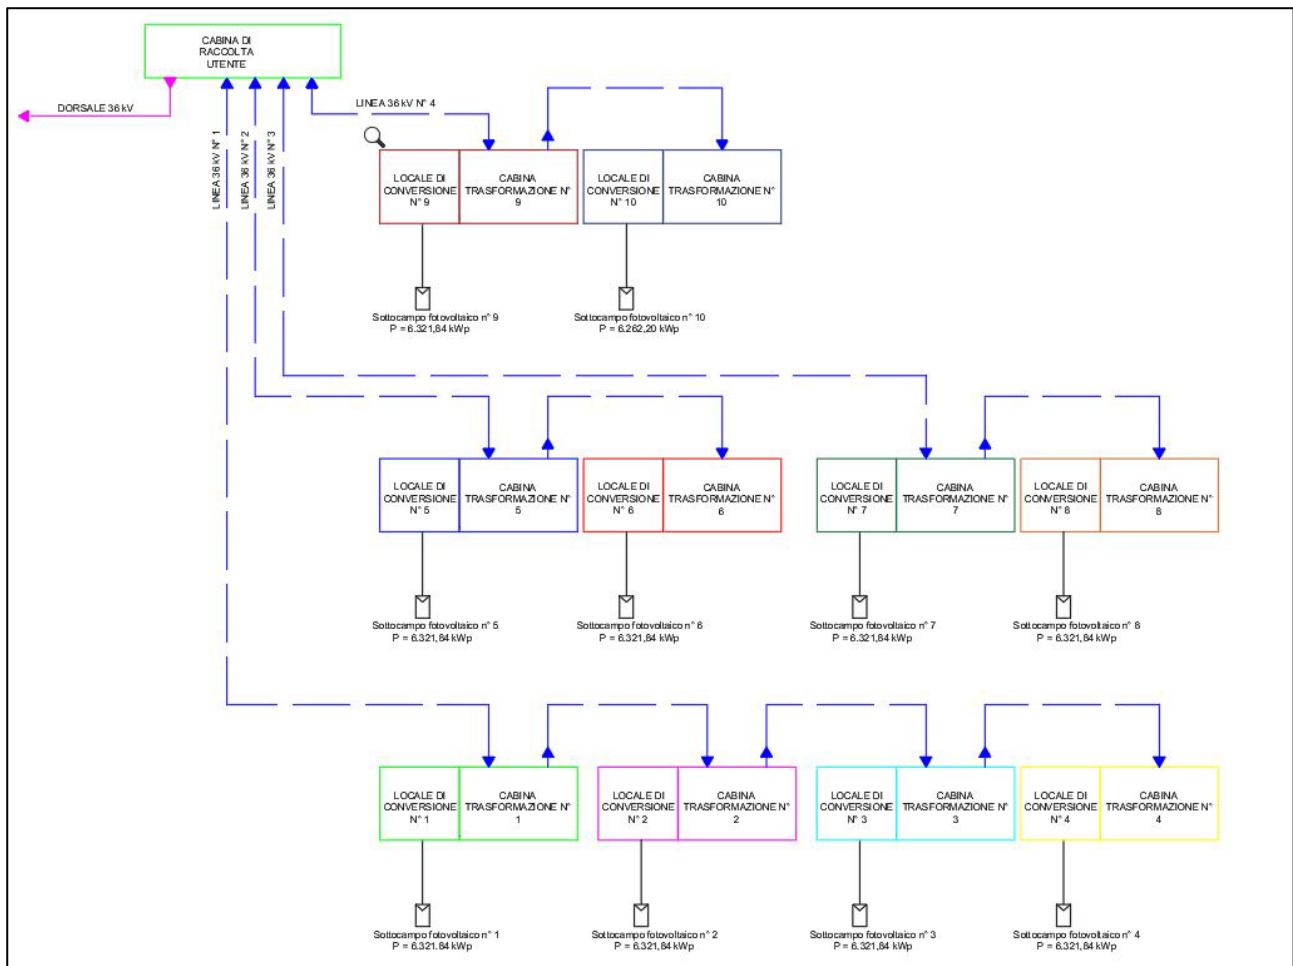 CABINA DI
RACCOLTA
UTENTE
DORSALE 36 kV
LINEA 36 kV N° 1
LINEA 36 kV N° 2
LINEA 36 kV N° 3
LINEA 36 kV N° 4
LOCALE DI
CONVERSIONE
N° 9
CABINA
TRASFORMAZIONE N°
9
LOCALE DI
CONVERSIONE
N° 10
CABINA
TRASFORMAZIONE N°
10
Sottocampo fotovoltaico n° 9
P = 6.321,84 kWp
Sottocampo fotovoltaico n° 10
P = 6.262,20 kWp
LOCALE DI
CONVERSIONE
N° 5
CABINA
TRASFORMAZIONE N°
5
LOCALE DI
CONVERSIONE
N° 6
CABINA
TRASFORMAZIONE N°
6
LOCALE DI
CONVERSIONE
N° 7
CABINA
TRASFORMAZIONE N°
7
LOCALE DI
CONVERSIONE
N° 8
CABINA
TRASFORMAZIONE N°
8
Sottocampo fotovoltaico n° 5
P = 6.321,84 kWp
Sottocampo fotovoltaico n° 6
P = 6.321,84 kWp
Sottocampo fotovoltaico n° 7
P = 6.321,84 kWp
Sottocampo fotovoltaico n° 8
P = 6.321,84 kWp
LOCALE DI
CONVERSIONE
N° 1
CABINA
TRASFORMAZIONE N°
1
LOCALE DI
CONVERSIONE
N° 2
CABINA
TRASFORMAZIONE N°
2
LOCALE DI
CONVERSIONE
N° 3
CABINA
TRASFORMAZIONE N°
3
LOCALE DI
CONVERSIONE
N° 4
CABINA
TRASFORMAZIONE N°
4
Sottocampo fotovoltaico n° 1
P = 6.321,84 kWp
Sottocampo fotovoltaico n° 2
P = 6.321,84 kWp
Sottocampo fotovoltaico n° 3
P = 6.321,84 kWp
Sottocampo fotovoltaico n° 4
P = 6.321,84 kWp